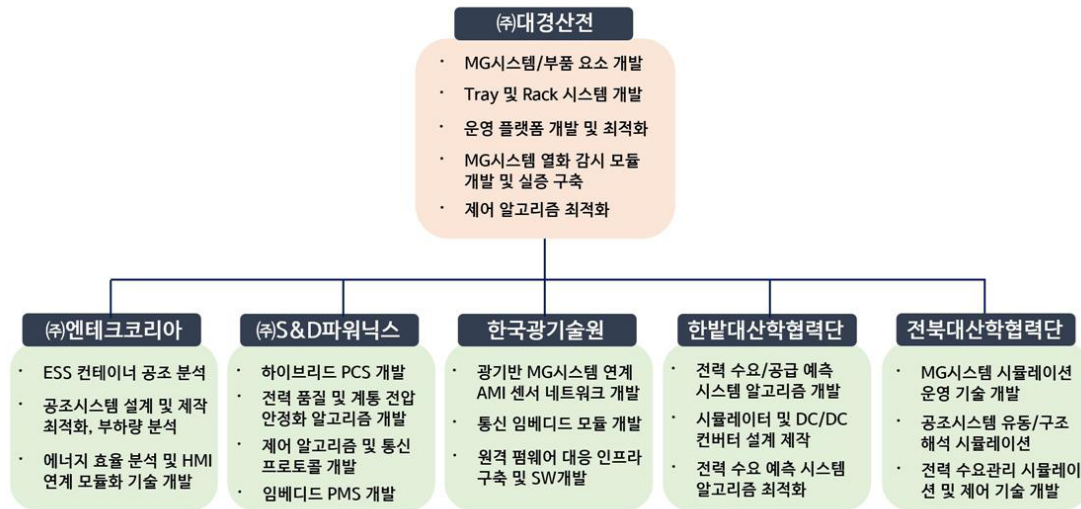 ㈜대경산전
· MG시스템/부품 요소 개발
· Tray 및 Rack 시스템 개발
· 운영 플랫폼 개발 및 최적화
· MG시스템 열화 감시 모듈
개발 및 실증 구축
· 제어 알고리즘 최적화
㈜엔테크코리아
· ESS 컨테이너 공조 분석
· 공조시스템 설계 및 제작
최적화, 부하량 분석
· 에너지 효율 분석 및 HMI
연계 모듈화 기술 개발
㈜S&D파워닉스
· 하이브리드 PCS 개발
· 전력 품질 및 계통 전압
안정화 알고리즘 개발
· 제어 알고리즘 및 통신
프로토콜 개발
· 임베디드 PMS 개발
한국광기술원
· 광기반 MG시스템 연계
AMI 센서 네트워크 개발
· 통신 임베디드 모듈 개발
· 원격 펌웨어 대응 인프라
구축 및 SW개발
한밭대산학협력단
· 전력 수요/공급 예측
시스템 알고리즘 개발
· 시뮬레이터 및 DC/DC
컨버터 설계 제작
· 전력 수요 예측 시스템
알고리즘 최적화
전북대산학협력단
· MG시스템 시뮬레이션
운영 기술 개발
· 공조시스템 유동/구조
해석 시뮬레이션
· 전력 수요관리 시뮬레이
션 및 제어 기술 개발